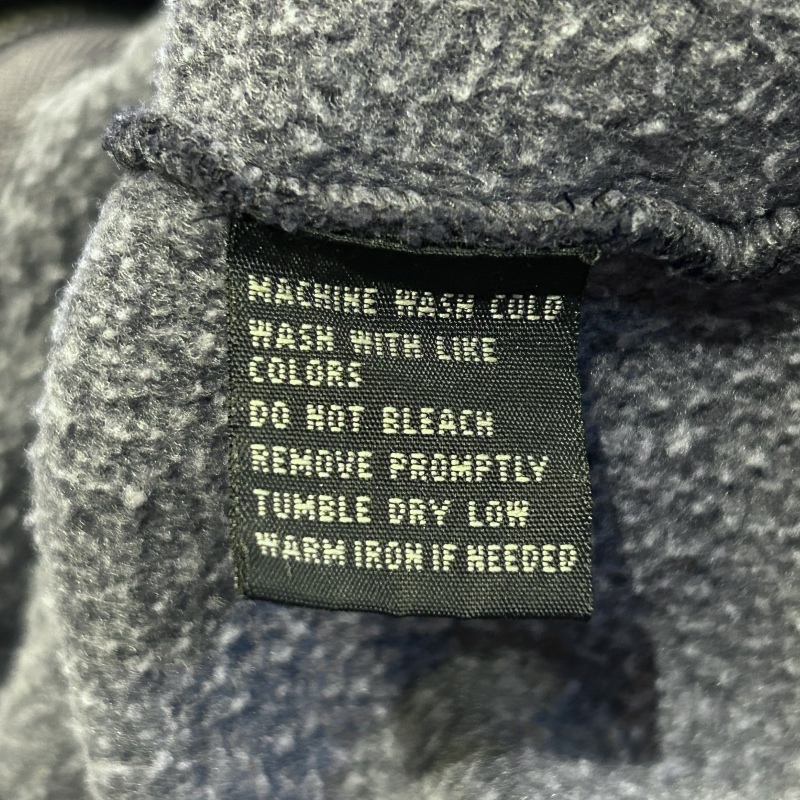 MACHINE WASH COLD
WASH WITH LIKE
COLORS
DO NOT BLEACH
REMOVE PROMPTLY
TUMBLE DRY LOW
WARM IRON IF NEEDED